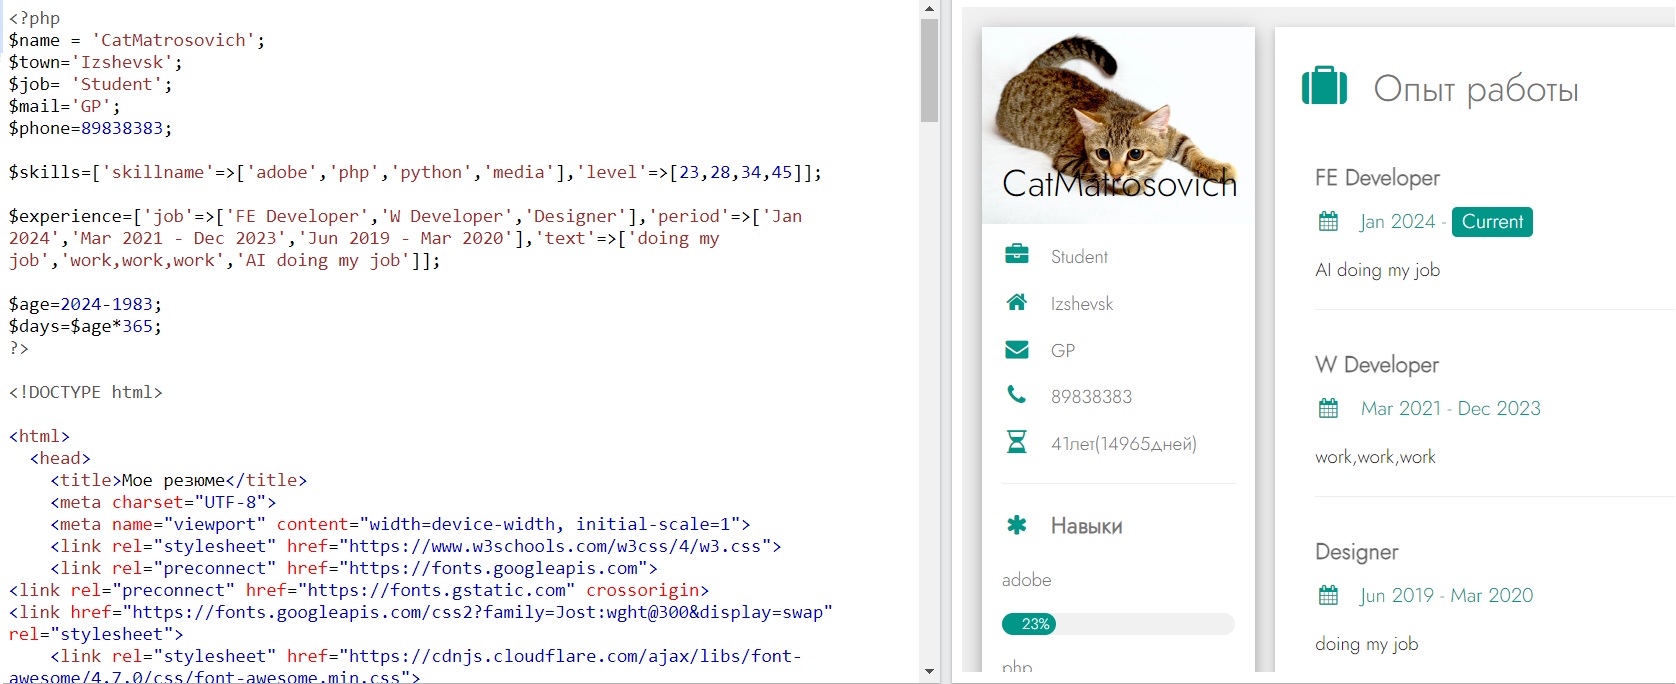 <?php
$name = 'CatMatrosovich';
$town='Izshevsk';
$job= 'Student';
$mail='GP';
$phone=89838383;
$skills=['skillname'=>['adobe','php','python','media'],'level'=>[23,28,34,45]];
$experience=['job'=>['FE Developer','W Developer','Designer'],'period'=>['Jan
2024','Mar 2021 - Dec 2023','Jun 2019 - Mar 2020'],'text'=>['doing my
job','work,work,work','AI doing my job']];
$age=2024-1983;
$days=$age*365;
?>
<!DOCTYPE html>
<html>
<head>
<title>Мое резюме</title>
<meta charset="UTF-8">
<meta name="viewport" content="width=device-width, initial-scale=1">
<link rel="stylesheet" href="https://www.w3schools.com/w3css/4/w3.css">
<link rel="preconnect" href="https://fonts.googleapis.com">
<link rel="preconnect" href="https://fonts.gstatic.com" crossorigin>
<link href="https://fonts.googleapis.com/css2?family=Jost:wght@300&display=swap"
rel="stylesheet">
<link rel="stylesheet" href="https://cdnjs.cloudflare.com/ajax/libs/font-
awesome/4.7.0/css/font-awesome.min.css">
CatMatrosovich
Student
Izshevsk
GP
89838383
41лет(14965дней)
Навыки
adobe
23%
php
Опыт работы
FE Developer
Jan 2024 - Current
AI doing my job
W Developer
Mar 2021 - Dec 2023
work,work,work
Designer
Jun 2019 - Mar 2020
doing my job